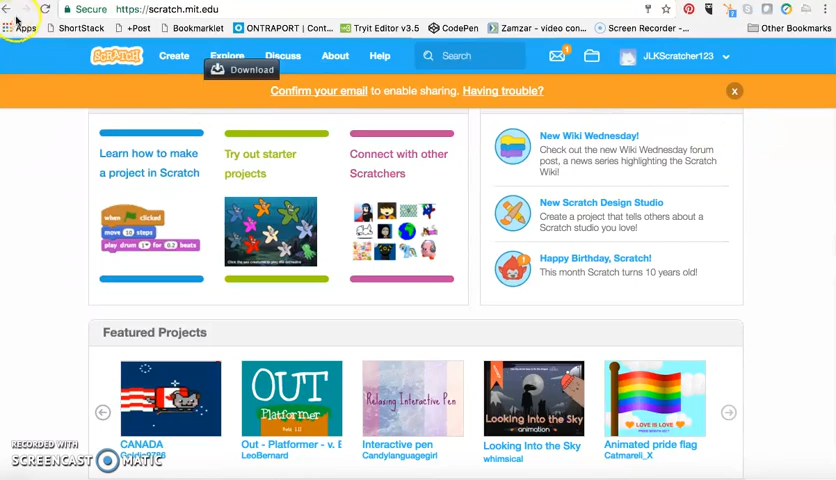 Secure https://scratch.mit.edu
Apps ShortStack +Post Bookmarklet ONTRAPORT | Cont... Tryit Editor v3.5 CodePen Zamzar - video con... Screen Recorder -... Other Bookmarks
SCRATCH Create Explore Discuss About Help Search 1 JLKScratcher123
Download
Confirm your email to enable sharing. Having trouble? x
Learn how to make
a project in Scratch
Try out starter
projects
Connect with other
Scratchers
when clicked
move 10 steps
play drum 1 for 0.2 beats
New Wiki Wednesday!
Check out the new Wiki Wednesday forum
post, a news series highlighting the Scratch
Wiki!
New Scratch Design Studio
Create a project that tells others about a
Scratch studio you love!
Happy Birthday, Scratch!
This month Scratch turns 10 years old!
Featured Projects
OUT
Platformer
Relaxing Interactive Pen
Looking Into the Sky
animation
LOVE IS LOVE
CANADA
Out - Platformer - v. E
LeoBernard
Interactive pen
Candylanguagegirl
Looking Into the Sky
whimsical
Animated pride flag
Catmareli_X
RECORDED WITH
SCREENCAST MATIC